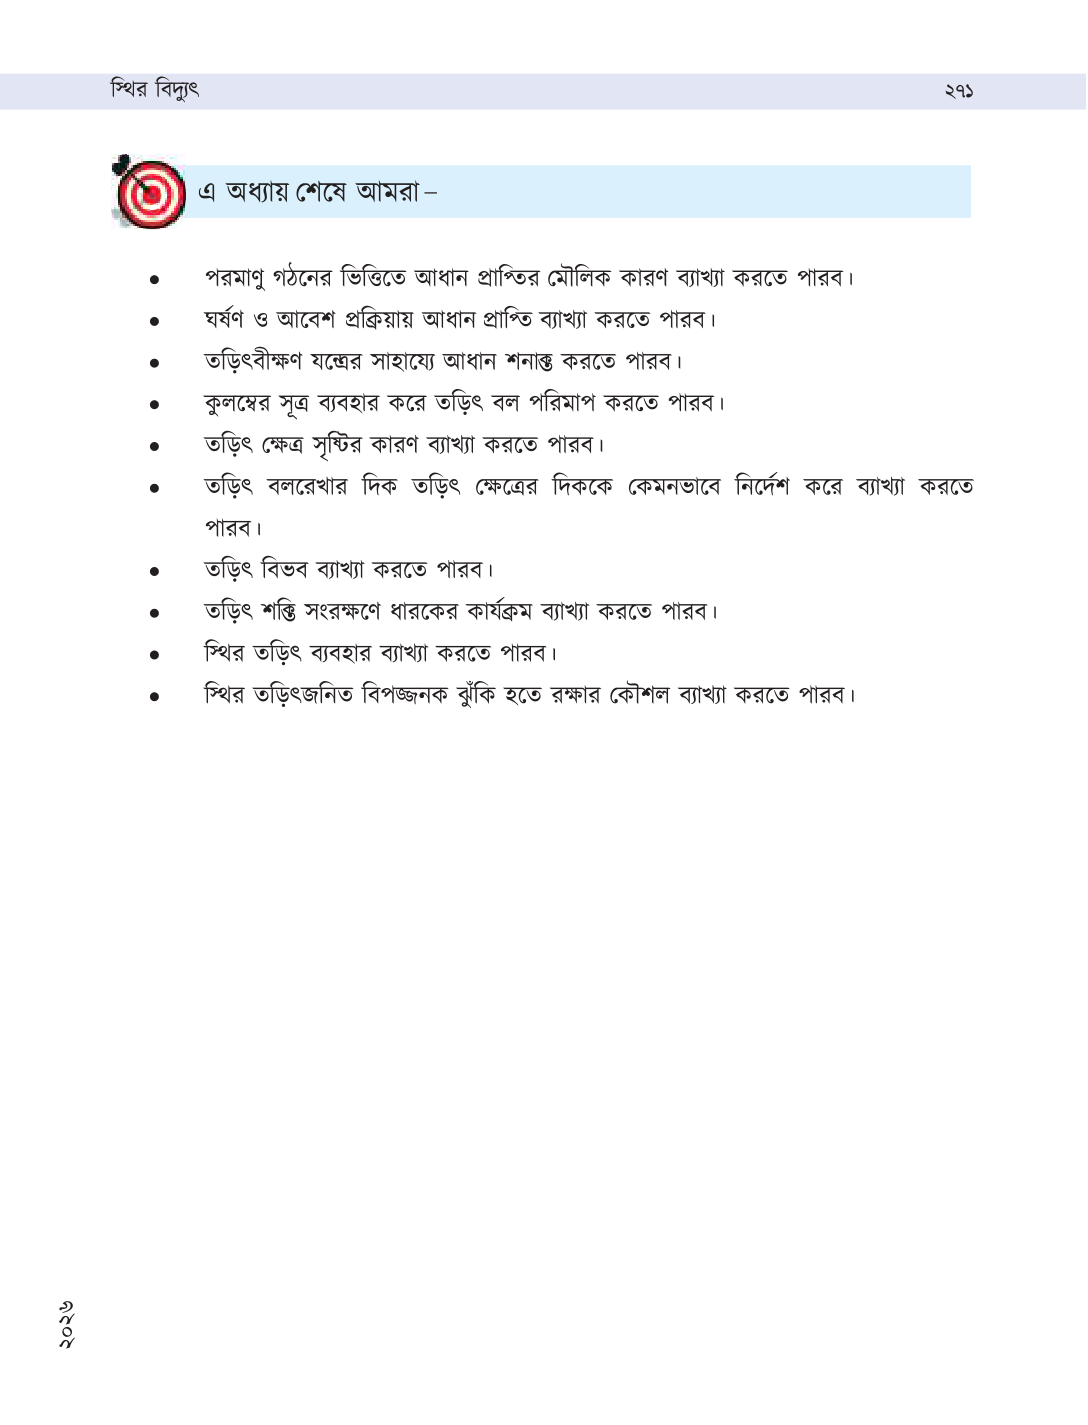 স্থির বিদ্যুৎ ২৭১
এ অধ্যায় শেষে আমরা –
● পরমাণু গঠনের ভিত্তিতে আধান প্রাপ্তির মৌলিক কারণ ব্যাখ্যা করতে পারব।
● ঘর্ষণ ও আবেশ প্রক্রিয়ায় আধান প্রাপ্তি ব্যাখ্যা করতে পারব।
● তড়িৎবীক্ষণ যন্ত্রের সাহায্যে আধান শনাক্ত করতে পারব।
● কুলম্বের সূত্র ব্যবহার করে তড়িৎ বল পরিমাপ করতে পারব।
● তড়িৎ ক্ষেত্র সৃষ্টির কারণ ব্যাখ্যা করতে পারব।
● তড়িৎ বলরেখার দিক তড়িৎ ক্ষেত্রের দিককে কেমনভাবে নির্দেশ করে ব্যাখ্যা করতে
পারব।
● তড়িৎ বিভব ব্যাখ্যা করতে পারব।
● তড়িৎ শক্তি সংরক্ষণে ধারকের কার্যক্রম ব্যাখ্যা করতে পারব।
● স্থির তড়িৎ ব্যবহার ব্যাখ্যা করতে পারব।
● স্থির তড়িৎজনিত বিপজ্জনক ঝুঁকি হতে রক্ষার কৌশল ব্যাখ্যা করতে পারব।
২০২৬